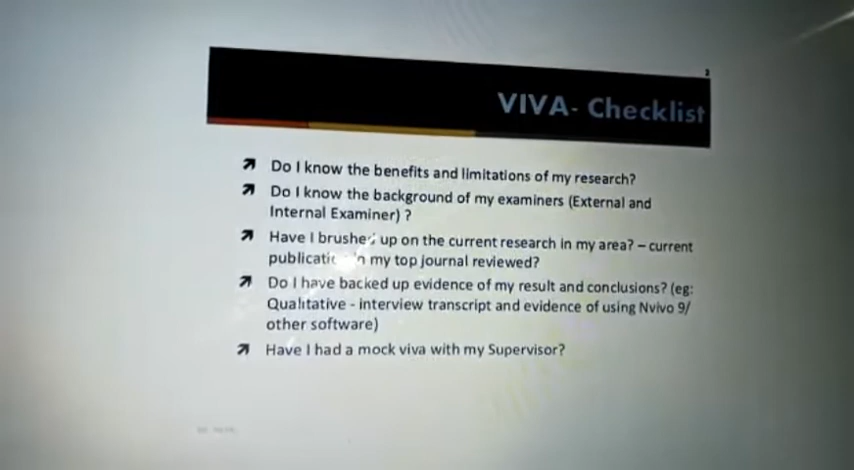 VIVA- Checklist
Do I know the benefits and limitations of my research?
Do I know the background of my examiners (External and
Internal Examiner) ?
Have I brushed up on the current research in my area? – current
in my top journal reviewed?
Do I have backed up evidence of my result and conclusions? (eg:
Qualitative - interview transcript and evidence of using Nvivo 9/
other software)
Have I had a mock viva with my Supervisor?